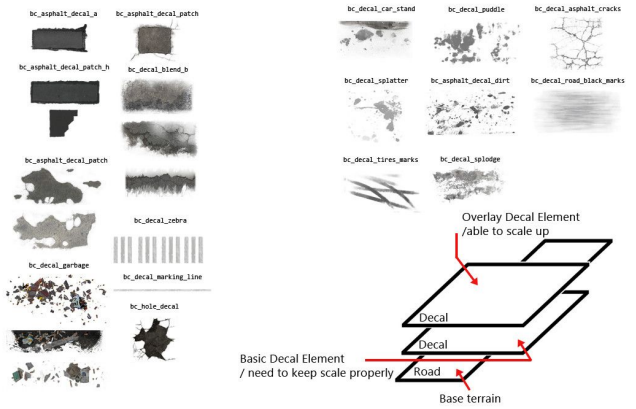 bc_asphalt_decal_a
bc_asphalt_decal_patch
bc_asphalt_decal_patch_h
bc_decal_blend_b
bc_asphalt_decal_patch
bc_decal_zebra
bc_decal_garbage
bc_decal_marking_line
bc_hole_decal
bc_decal_car_stand
bc_decal_puddle
bc_asphalt_decal_cracks
bc_decal_splatter
bc_asphalt_decal_dirt
bc_decal_road_black_marks
bc_decal_tires_marks
bc_decal_splodge
Overlay Decal Element
/able to scale up
Decal
Decal
Basic Decal Element
/ need to keep scale properly
Road
Base terrain